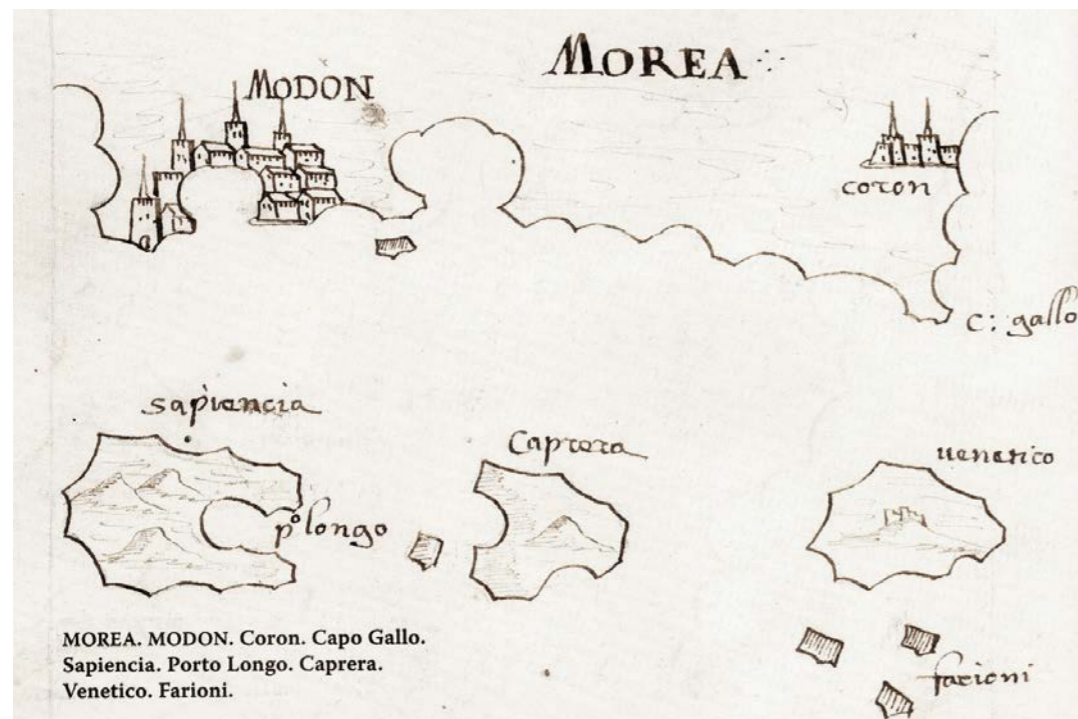 MOREA
MODON
coron
c: gallo
sapiencia
Caprera
venetico
p° longo
farioni
MOREA. MODON. Coron. Capo Gallo.
Sapiencia. Porto Longo. Caprera.
Venetico. Farioni.